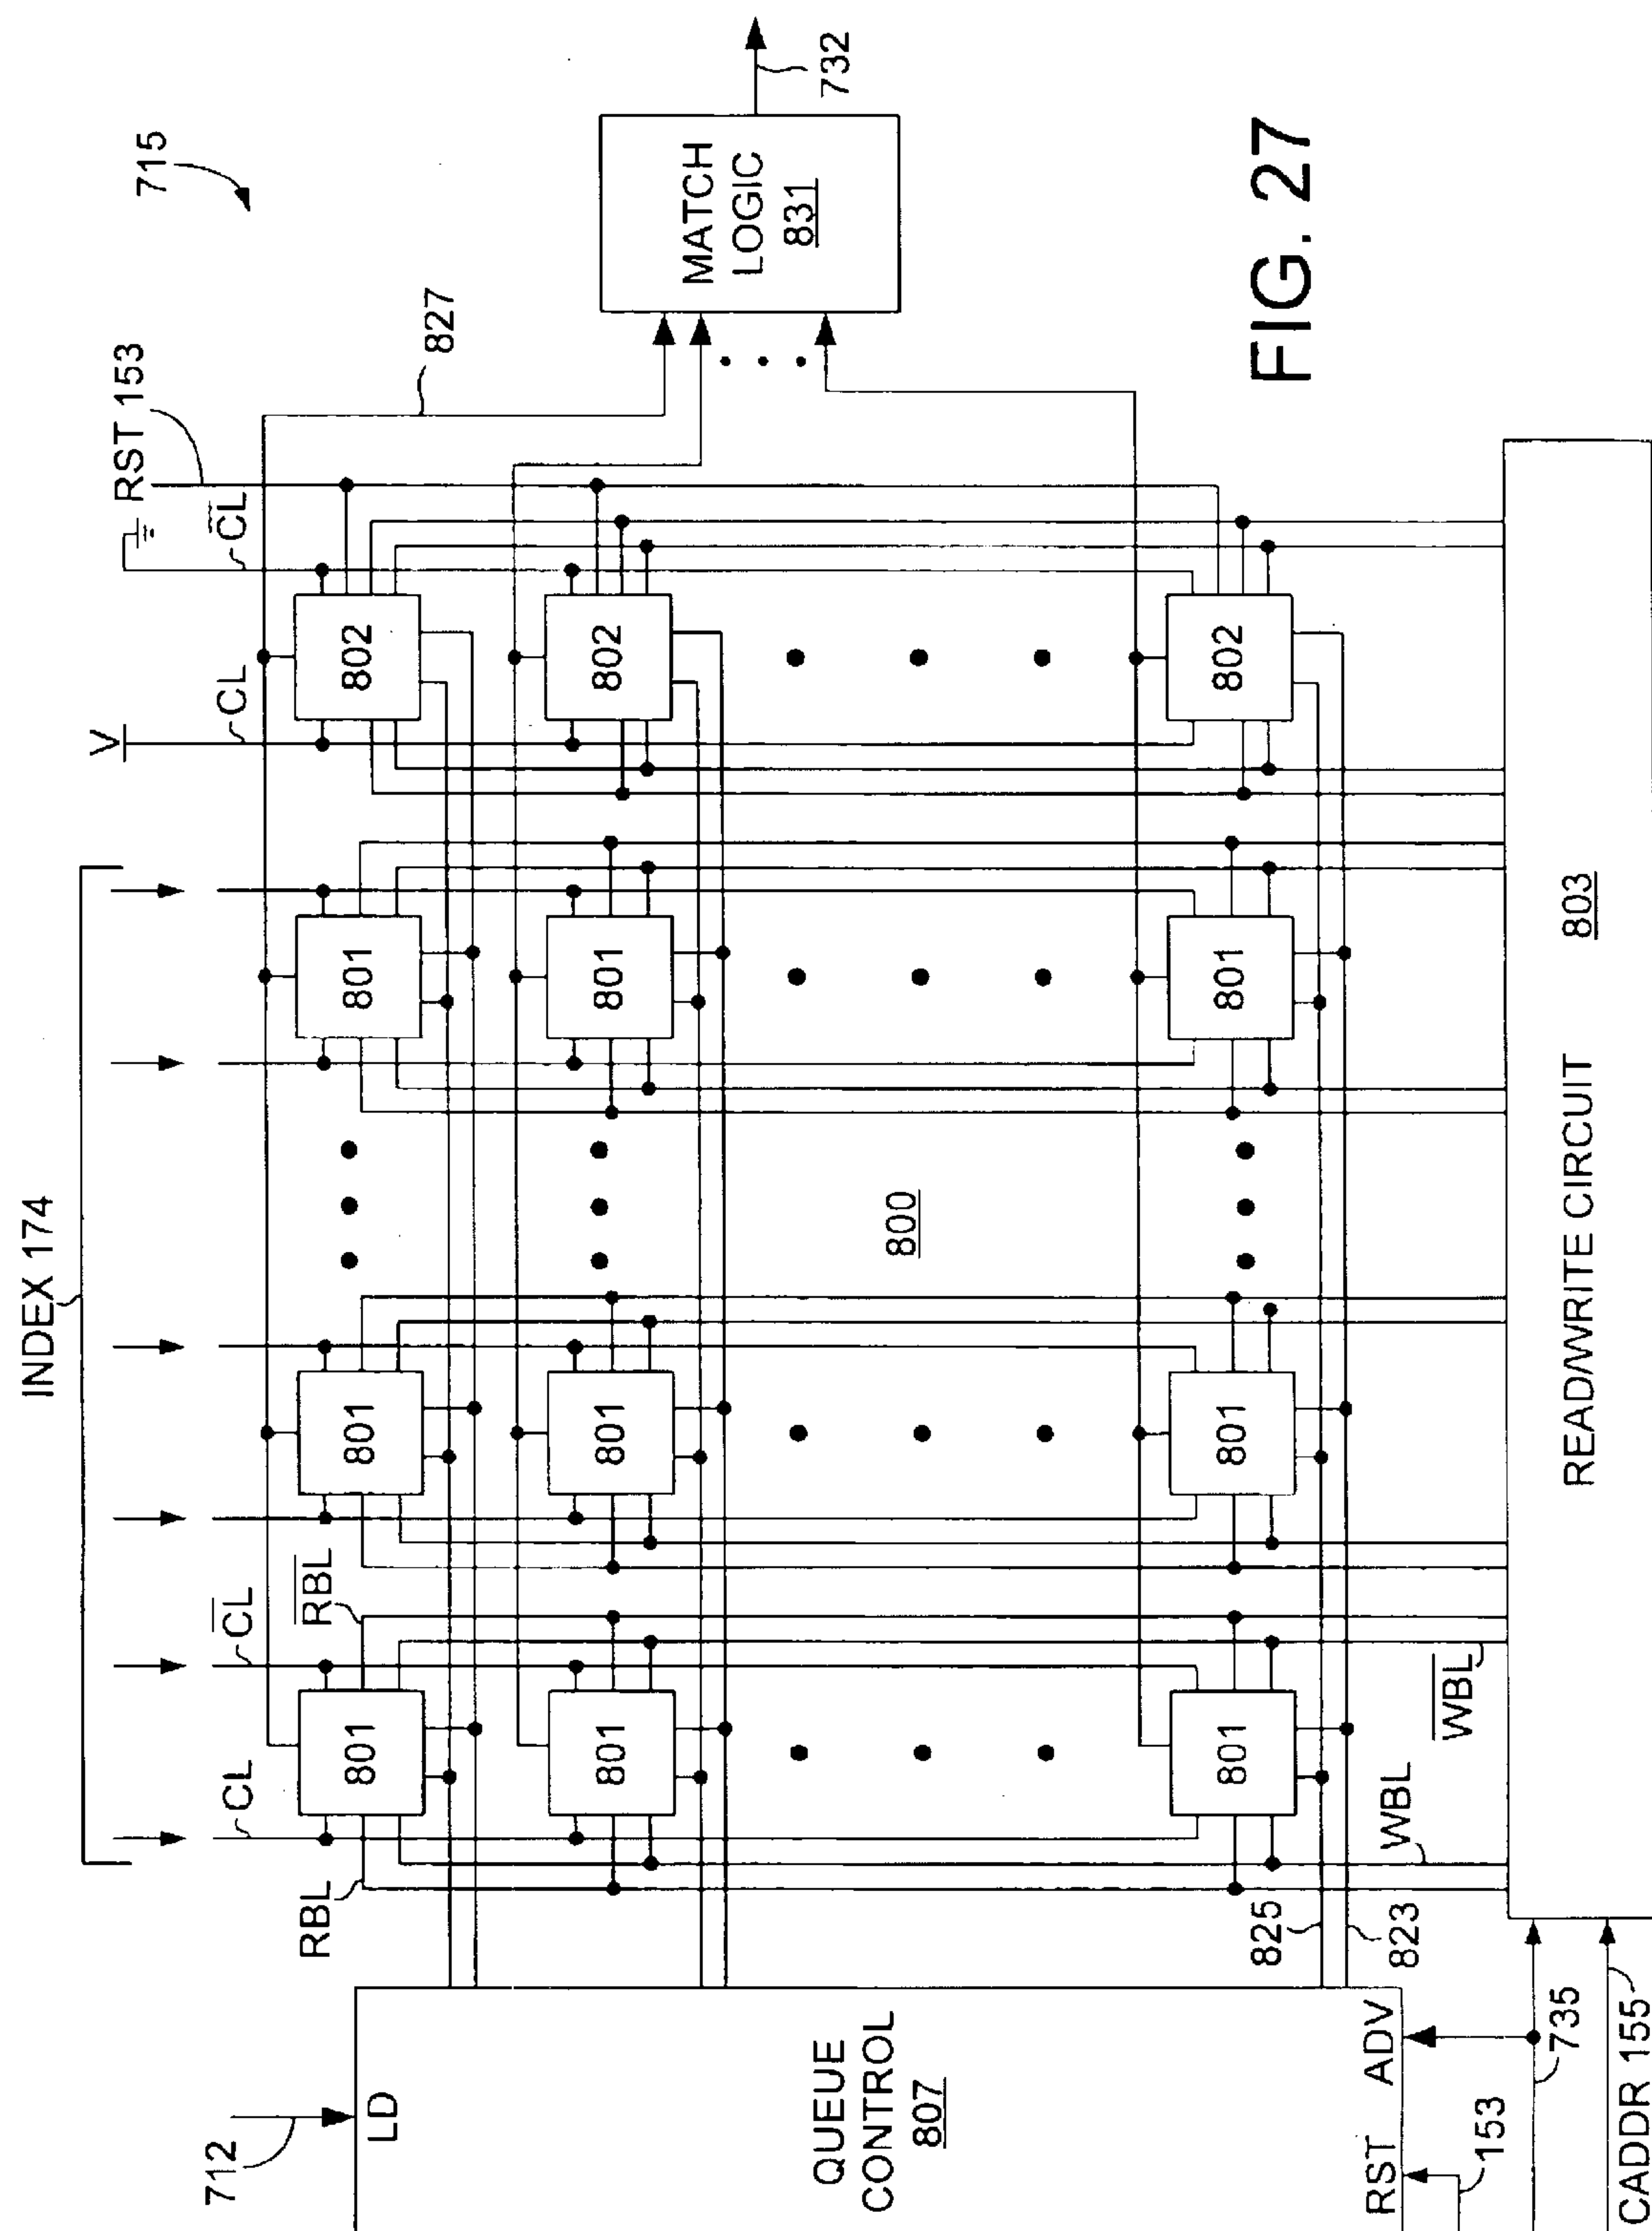 715
732
MATCH
LOGIC
831
FIG. 27
827
RST 153
CL
CL
V
INDEX 174
802
802
802
801
801
801
801
801
801
801
801
801
800
CL
CL
RBL
RBL
WBL
WBL
825
823
READ/WRITE CIRCUIT
803
712
LD
QUEUE
CONTROL
807
RST
ADV
153
735
CADDR 155